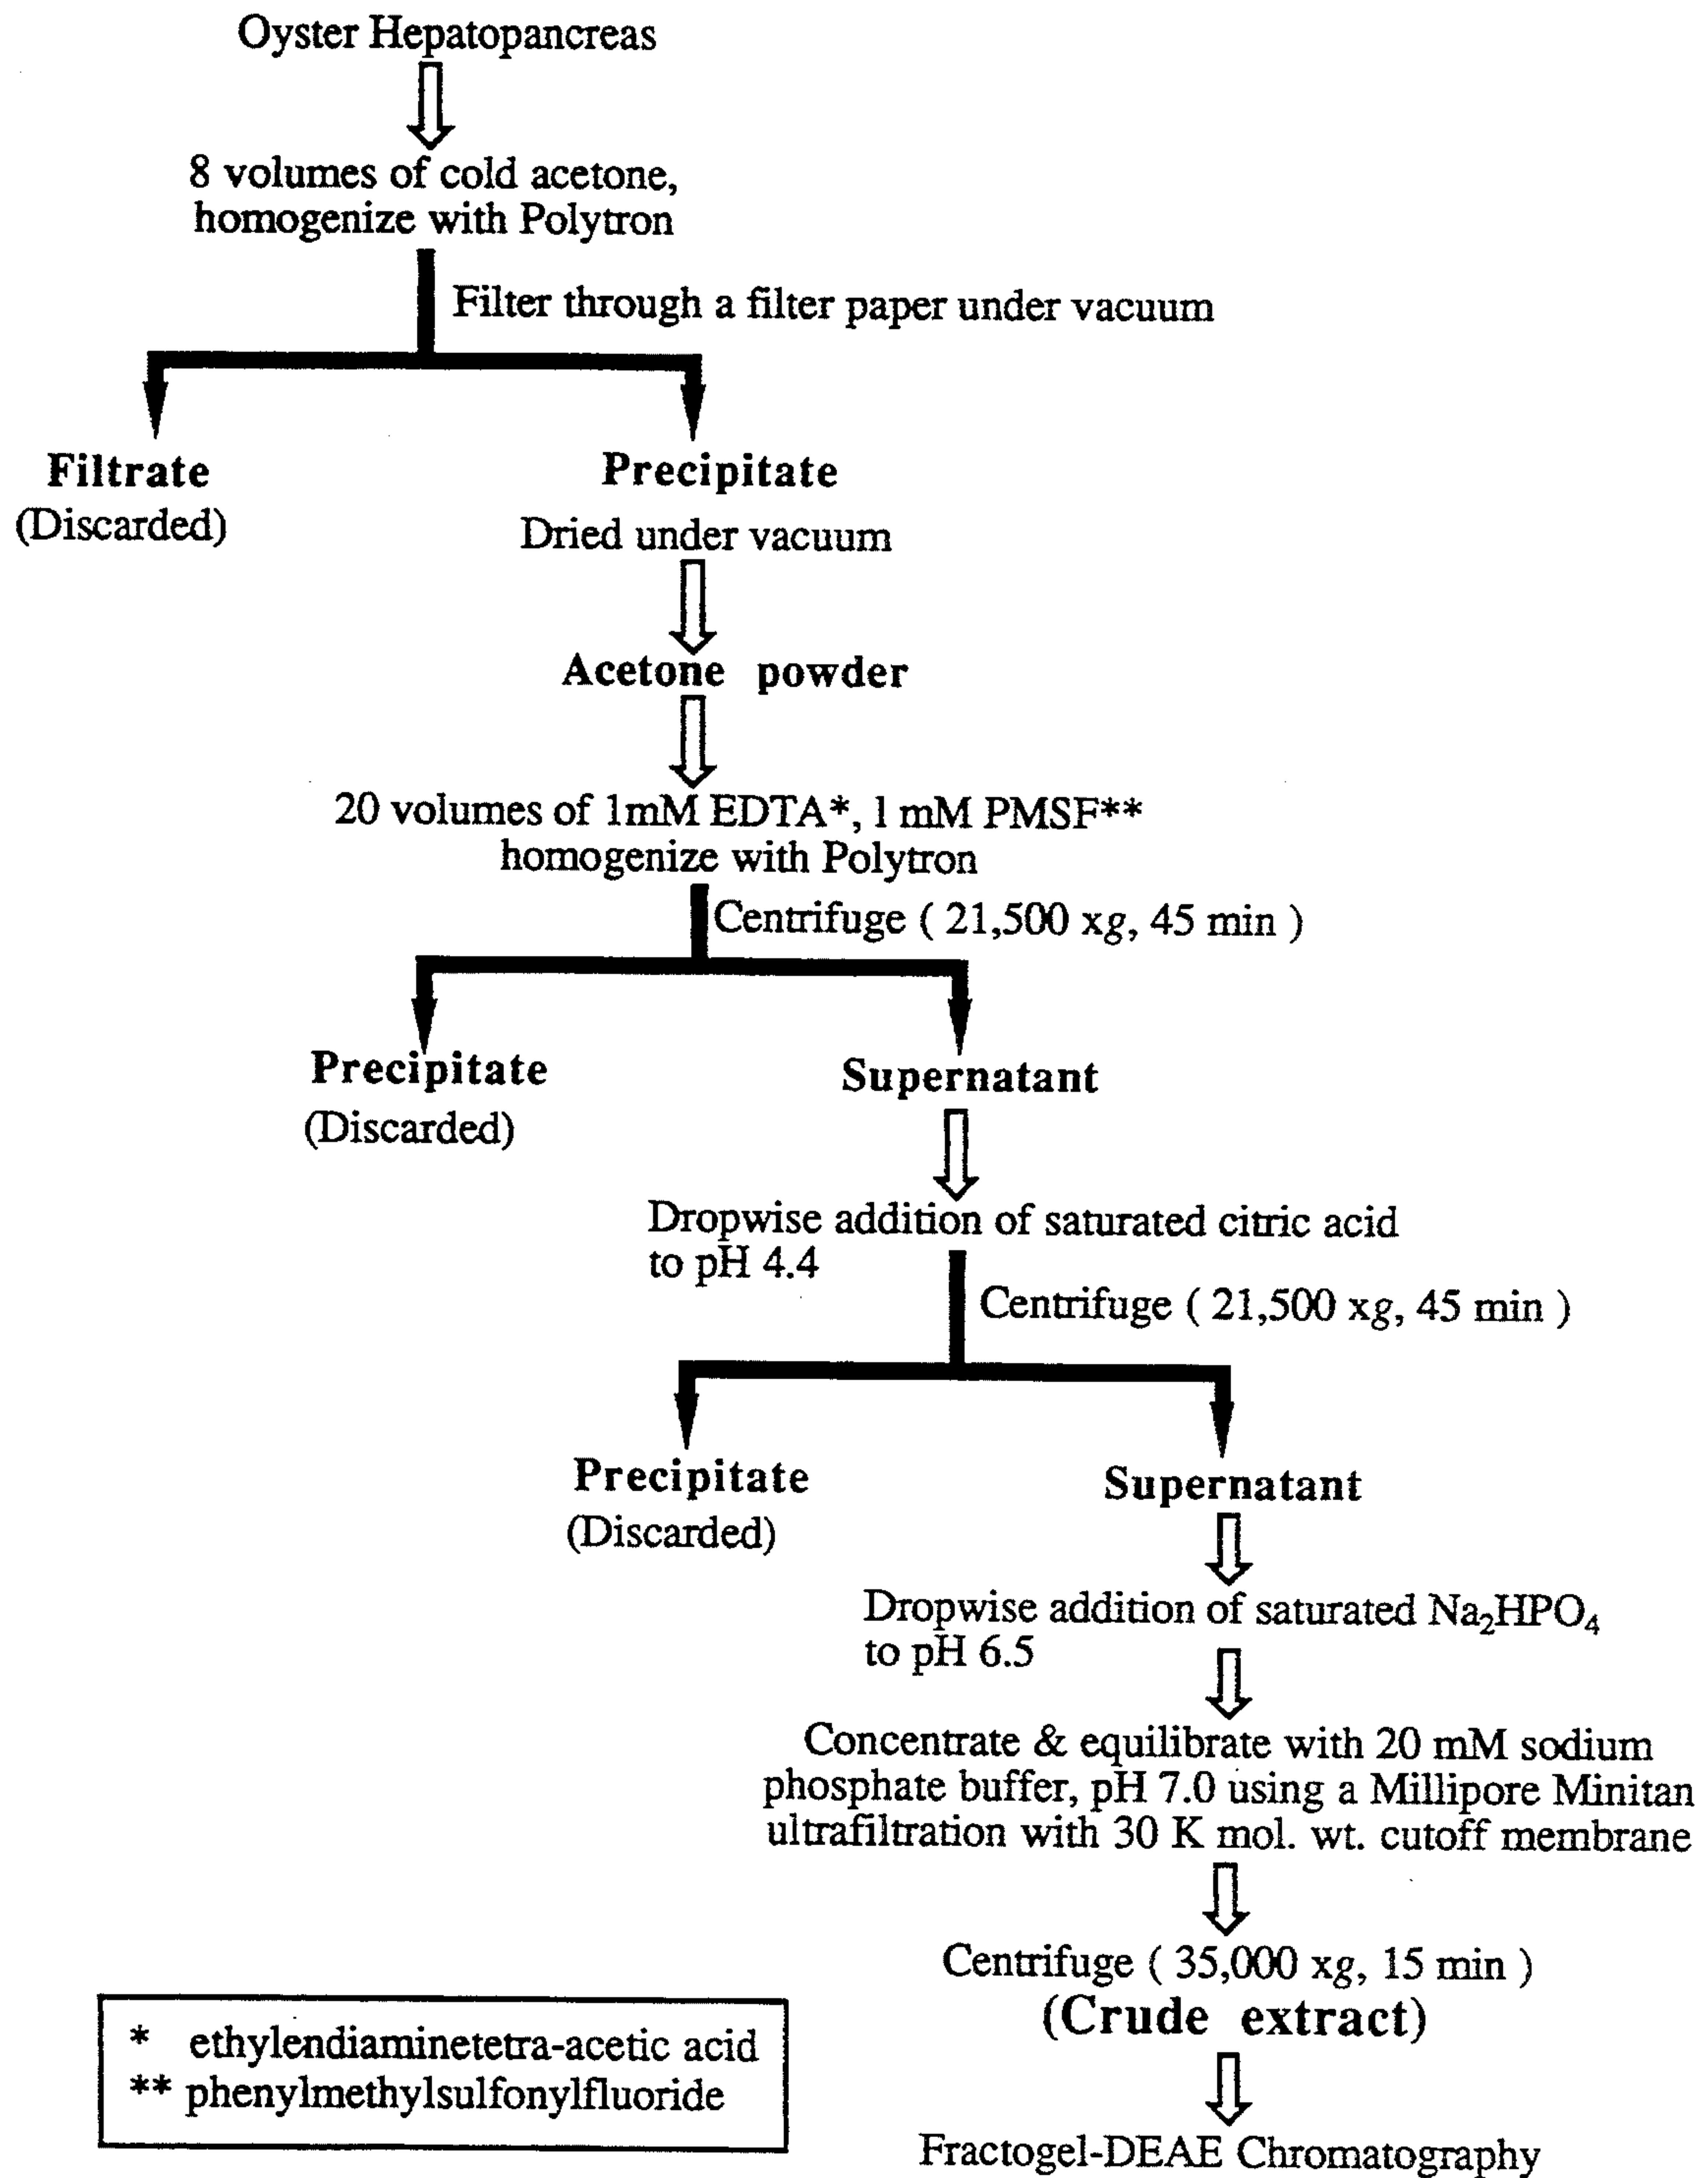 Oyster Hepatopancreas
8 volumes of cold acetone,
homogenize with Polytron
Filter through a filter paper under vacuum
Filtrate
(Discarded)
Precipitate
Dried under vacuum
Acetone powder
20 volumes of 1mM EDTA*, 1 mM PMSF**
homogenize with Polytron
Centrifuge ( 21,500 xg, 45 min )
Precipitate
(Discarded)
Supernatant
Dropwise addition of saturated citric acid
to pH 4.4
Centrifuge ( 21,500 xg, 45 min )
Precipitate
(Discarded)
Supernatant
Dropwise addition of saturated Na₂HPO₄
to pH 6.5
Concentrate & equilibrate with 20 mM sodium
phosphate buffer, pH 7.0 using a Millipore Minitan
ultrafiltration with 30 K mol. wt. cutoff membrane
Centrifuge ( 35,000 xg, 15 min )
(Crude extract)
Fractogel-DEAE Chromatography
* ethylendiaminetetra-acetic acid
** phenylmethylsulfonylfluoride